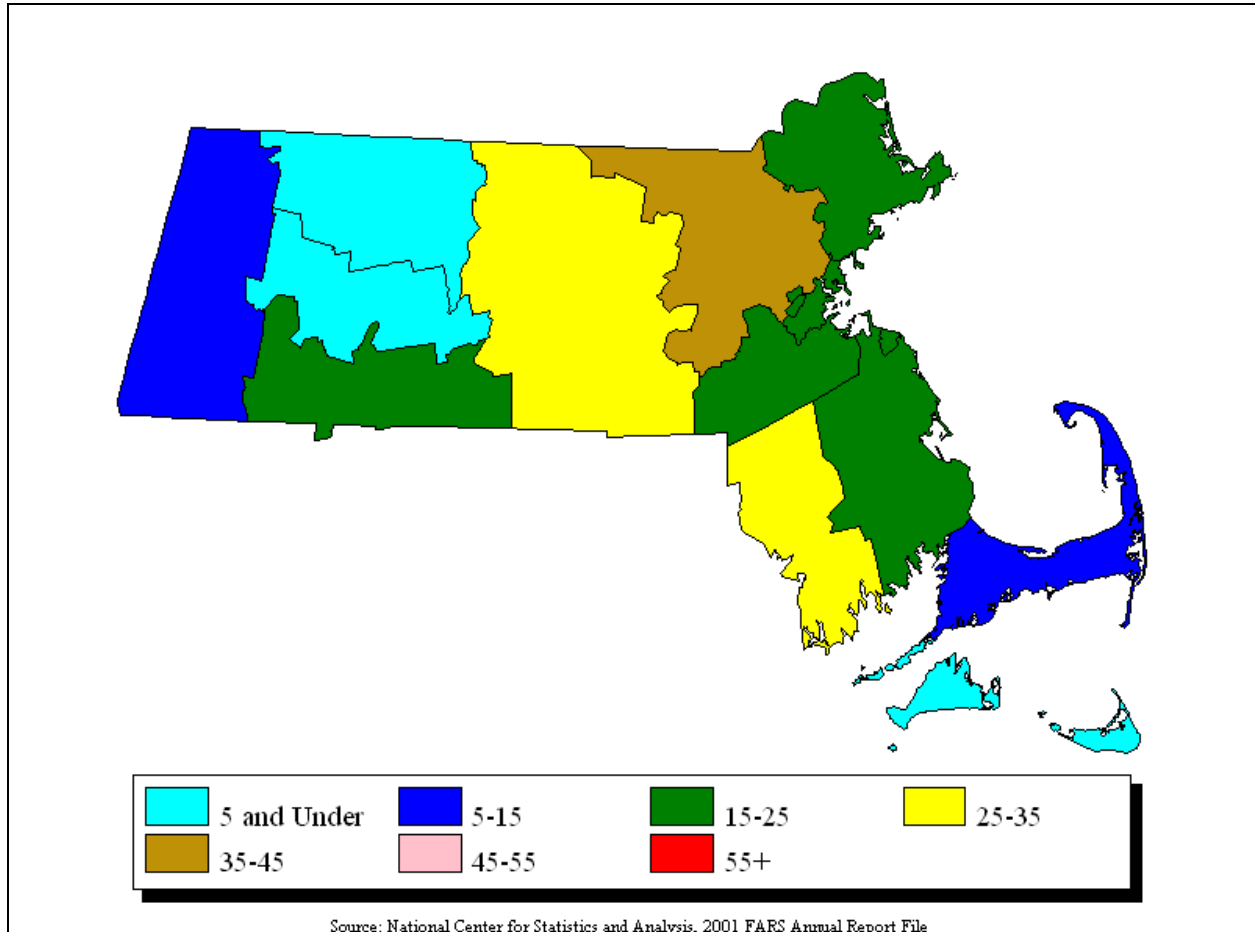 5 and Under 5-15 15-25 25-35
35-45 45-55 55+
Source: National Center for Statistics and Analysis, 2001 FARS Annual Report File